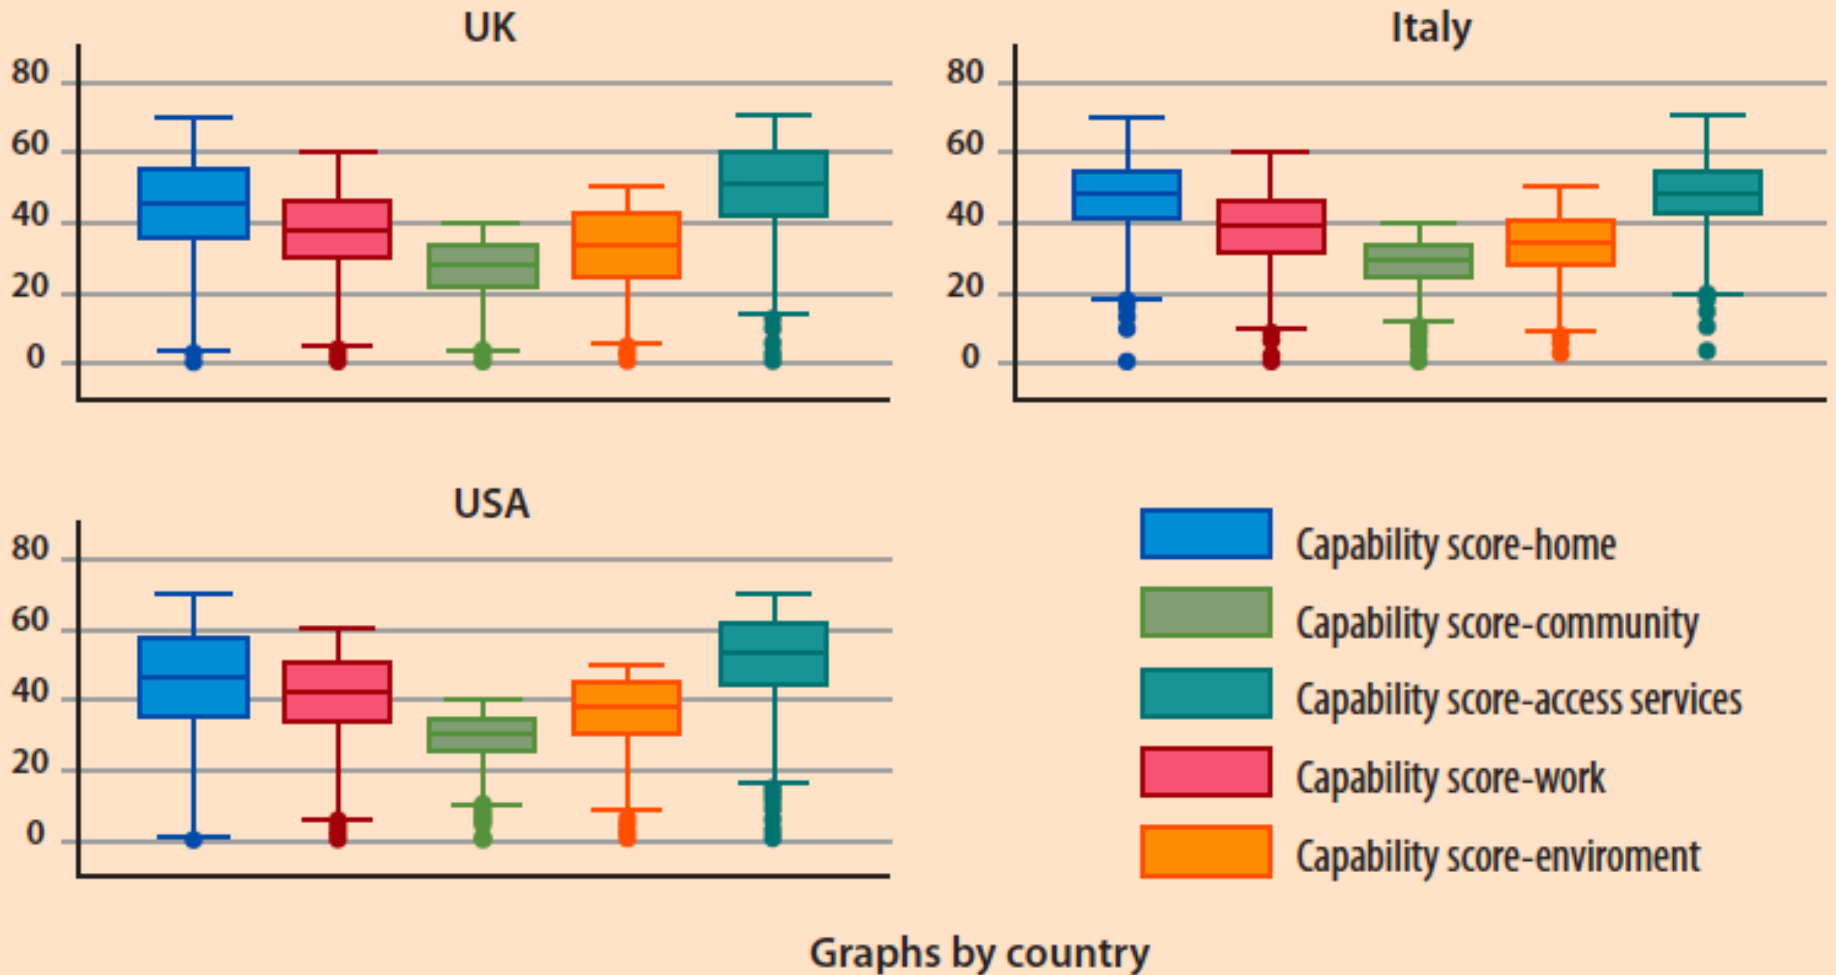 UK
80
60
40
20
0
Italy
80
60
40
20
0
USA
80
60
40
20
0
Capability score-home
Capability score-community
Capability score-access services
Capability score-work
Capability score-enviroment
Graphs by country